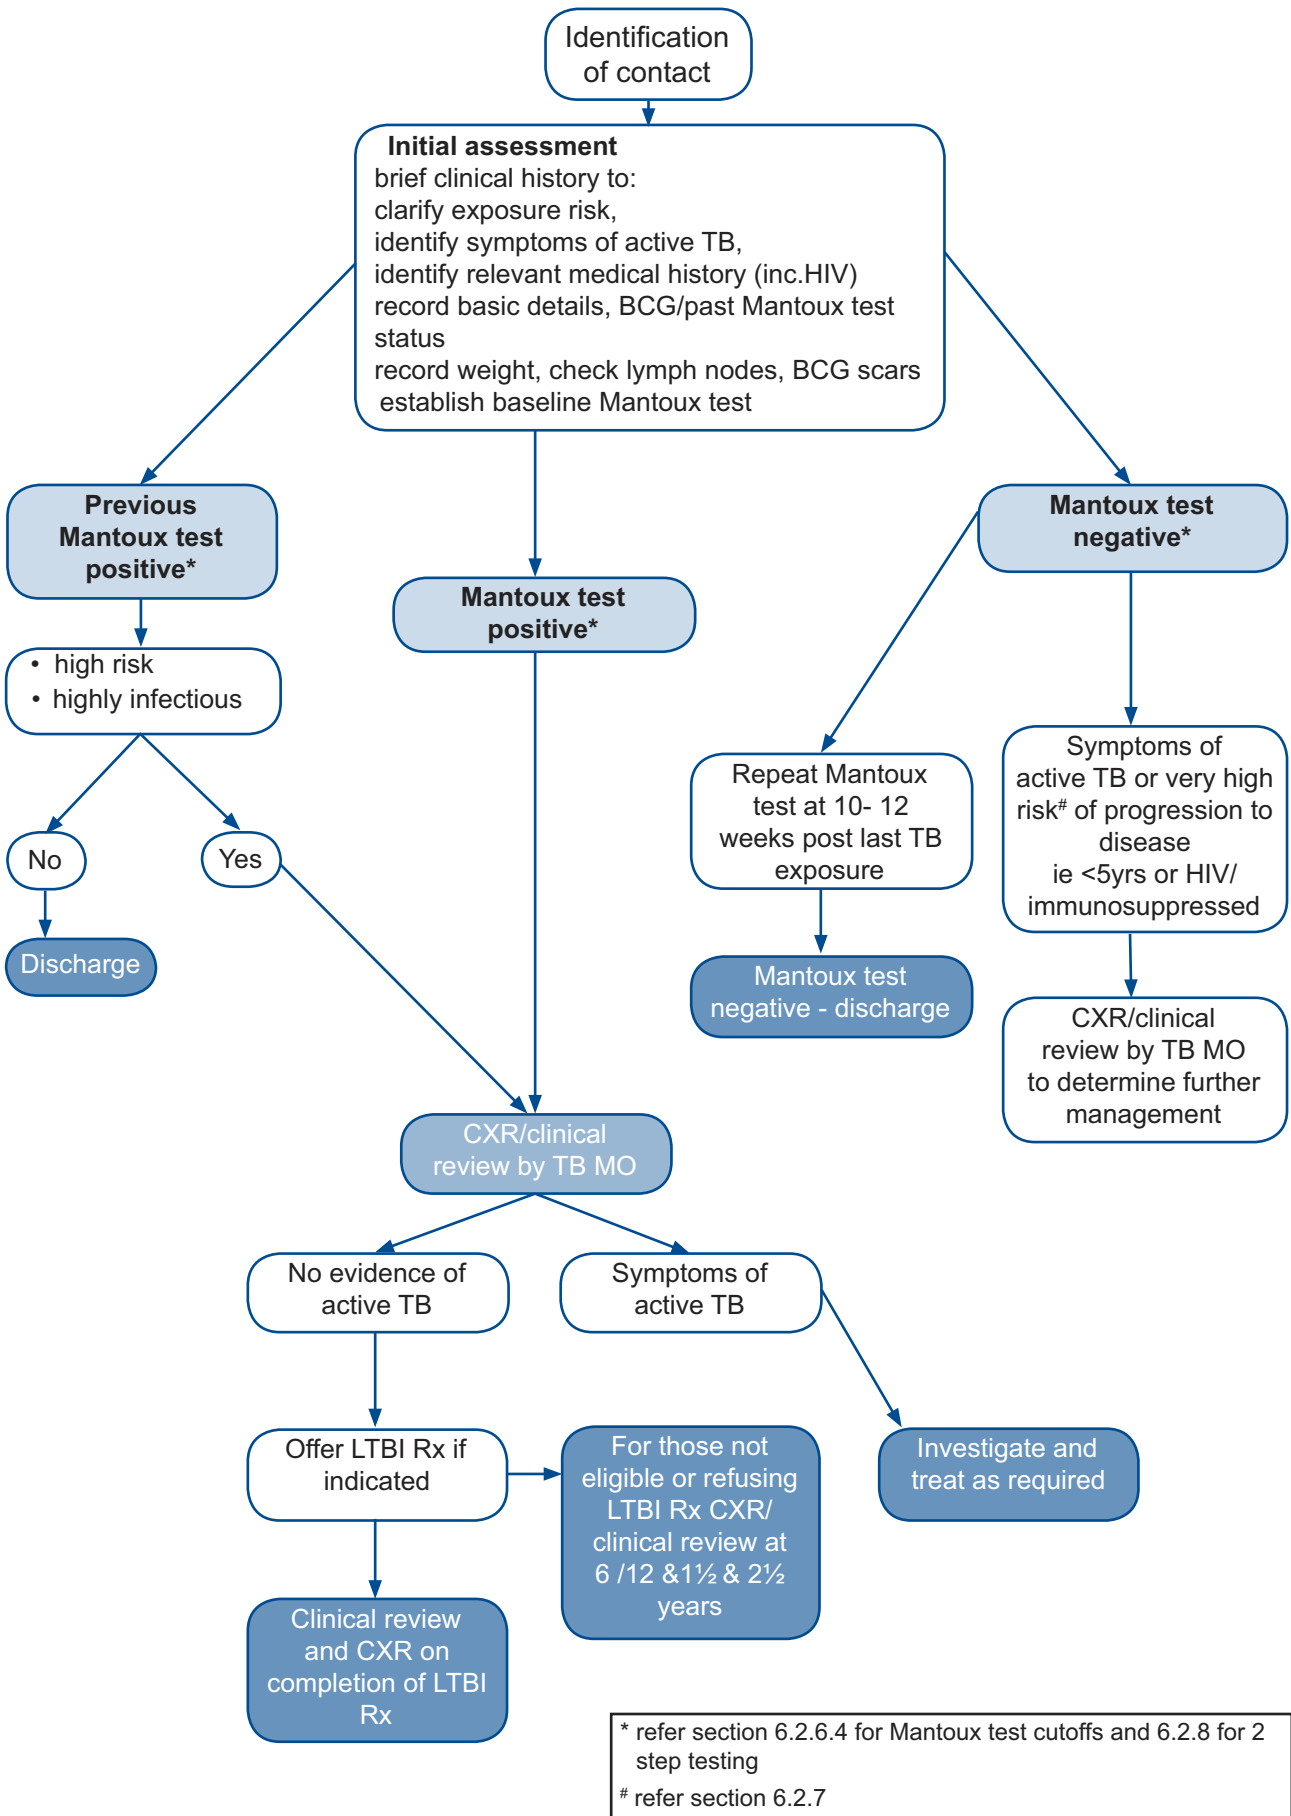 Identification
of contact
Initial assessment
brief clinical history to:
clarify exposure risk,
identify symptoms of active TB,
identify relevant medical history (inc.HIV)
record basic details, BCG/past Mantoux test
status
record weight, check lymph nodes, BCG scars
establish baseline Mantoux test
Previous
Mantoux test
positive*
Mantoux test
positive*
Mantoux test
negative*
• high risk
• highly infectious
No
Yes
Discharge
Repeat Mantoux
test at 10- 12
weeks post last TB
exposure
Mantoux test
negative - discharge
Symptoms of
active TB or very high
risk# of progression to
disease
ie <5yrs or HIV/
immunosuppressed
CXR/clinical
review by TB MO
to determine further
management
CXR/clinical
review by TB MO
No evidence of
active TB
Symptoms of
active TB
Offer LTBI Rx if
indicated
For those not
eligible or refusing
LTBI Rx CXR/
clinical review at
6 /12 &1½ & 2½
years
Investigate and
treat as required
Clinical review
and CXR on
completion of LTBI
Rx
* refer section 6.2.6.4 for Mantoux test cutoffs and 6.2.8 for 2
step testing
# refer section 6.2.7